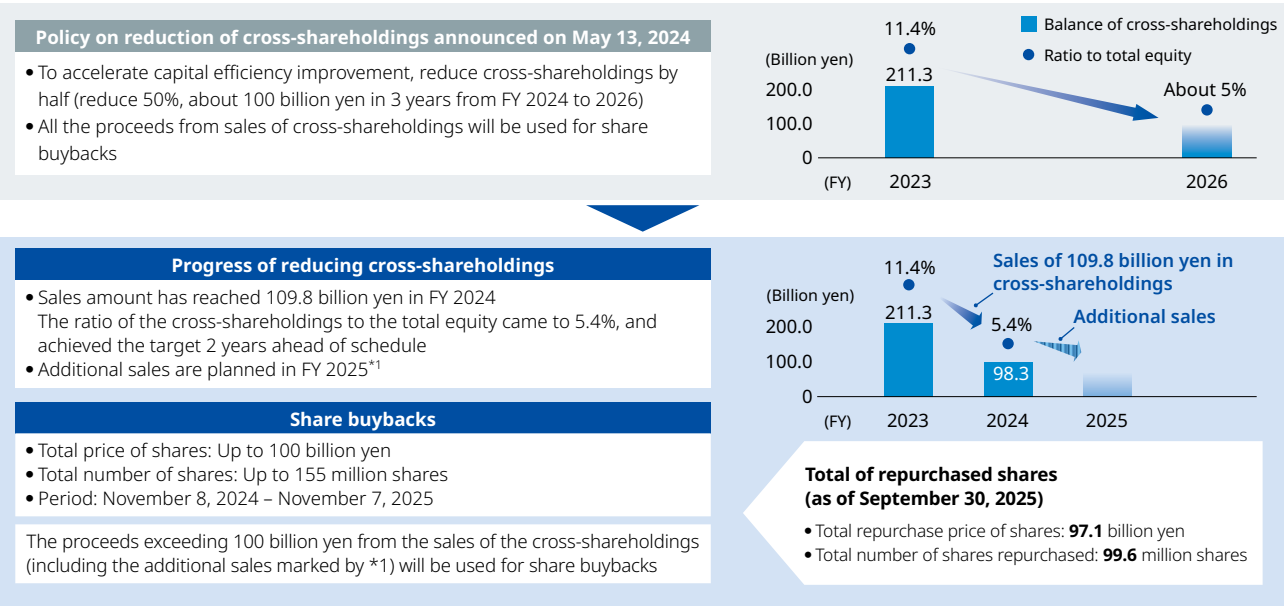 Policy on reduction of cross-shareholdings announced on May 13, 2024
• To accelerate capital efficiency improvement, reduce cross-shareholdings by
half (reduce 50%, about 100 billion yen in 3 years from FY 2024 to 2026)
• All the proceeds from sales of cross-shareholdings will be used for share
buybacks
Balance of cross-shareholdings
Ratio to total equity
(Billion yen)
200.0
100.0
0
11.4%
211.3
About 5%
(FY)
2023
2026
Progress of reducing cross-shareholdings
• Sales amount has reached 109.8 billion yen in FY 2024
The ratio of the cross-shareholdings to the total equity came to 5.4%, and
achieved the target 2 years ahead of schedule
• Additional sales are planned in FY 2025*1
Share buybacks
• Total price of shares: Up to 100 billion yen
• Total number of shares: Up to 155 million shares
• Period: November 8, 2024 – November 7, 2025
The proceeds exceeding 100 billion yen from the sales of the cross-shareholdings
(including the additional sales marked by *1) will be used for share buybacks
(Billion yen)
200.0
100.0
0
11.4%
211.3
Sales of 109.8 billion yen in
cross-shareholdings
5.4%
98.3
Additional sales
(FY)
2023
2024
2025
Total of repurchased shares
(as of September 30, 2025)
• Total repurchase price of shares: 97.1 billion yen
• Total number of shares repurchased: 99.6 million shares